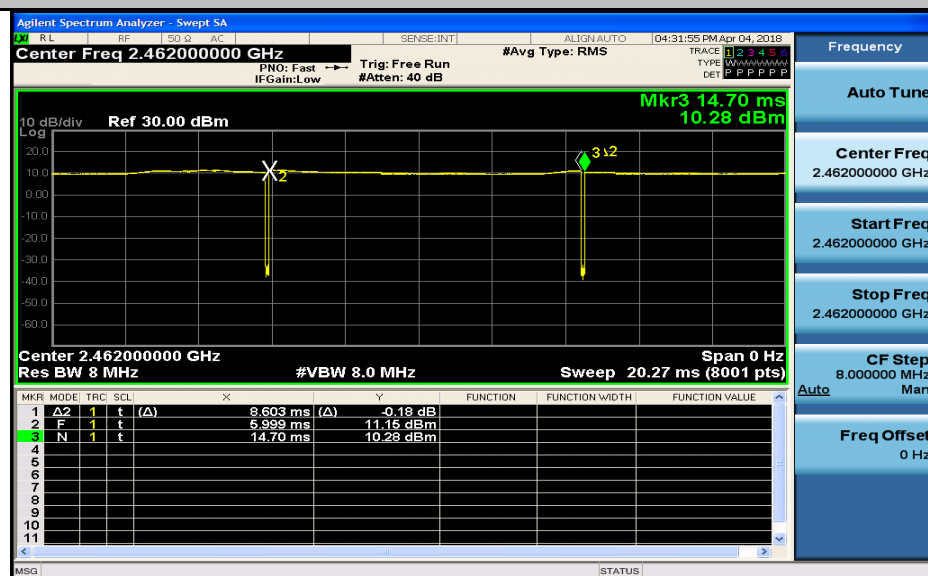 Agilent Spectrum Analyzer - Swept SA
LXI RL RF 50 Ω AC SENSE:INT ALIGN AUTO 04:31:55 PM Apr 04, 2018
Center Freq 2.462000000 GHz
PNO: Fast
IFGain:Low
Trig: Free Run
#Atten: 40 dB
#Avg Type: RMS
TRACE 1 2 3 4 5 6
TYPE WWWWWW
DET P P P P P P
Mkr3 14.70 ms
10.28 dBm
10 dB/div Ref 30.00 dBm
Log
20.0
10.0
0.00
-10.0
-20.0
-30.0
-40.0
-50.0
-60.0
2
3 Δ2
Center 2.462000000 GHz Span 0 Hz
Res BW 8 MHz #VBW 8.0 MHz Sweep 20.27 ms (8001 pts)
MKR MODE TRC SCL X Y FUNCTION FUNCTION WIDTH FUNCTION VALUE
1 Δ2 1 t (Δ) 8.603 ms (Δ) -0.18 dB
2 F 1 t 5.999 ms 11.15 dBm
3 N 1 t 14.70 ms 10.28 dBm
4
5
6
7
8
9
10
11
MSG STATUS
Frequency
Auto Tune
Center Freq
2.462000000 GHz
Start Freq
2.462000000 GHz
Stop Freq
2.462000000 GHz
CF Step
8.000000 MHz
Auto Man
Freq Offset
0 Hz